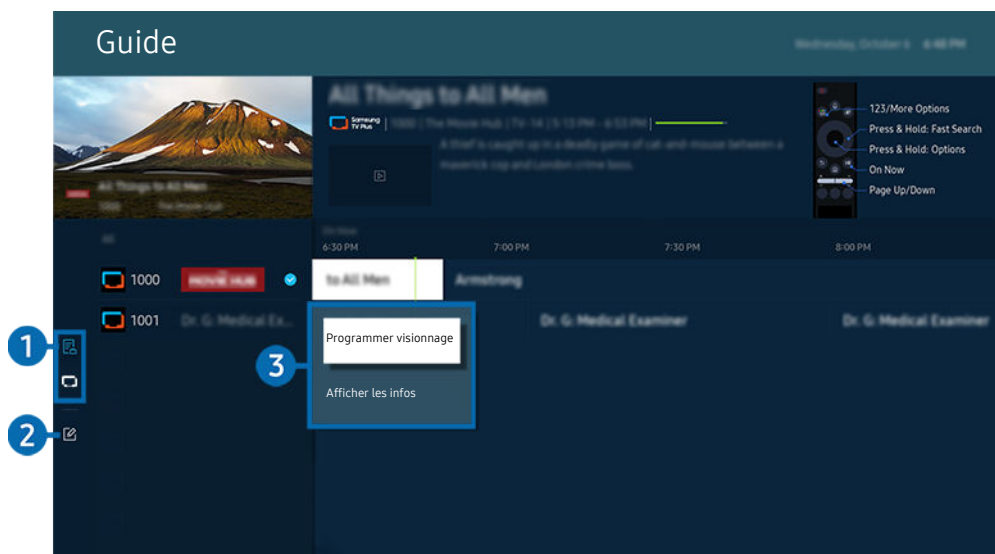 Guide
Wednesday, October 6 6:48 PM
All Things to All Men
Samsung
TV Plus
1000 | The Movie Hub | TV-14 | 5:13 PM - 6:53 PM
A thief is caught up in a deadly game of cat-and-mouse between a
maverick cop and London crime boss.
123/More Options
Press & Hold: Fast Search
Press & Hold: Options
On Now
Page Up/Down
All Things to All Men
1000 The Movie Hub
All
On Now
6:30 PM 7:00 PM 7:30 PM 8:00 PM
1000 MOVIE HUB to All Men Armstrong
1001 Dr. G: Medical Ex... Dr. G: Medical Examiner Dr. G: Medical Examiner
1
Programmer visionnage
3
Afficher les infos
2